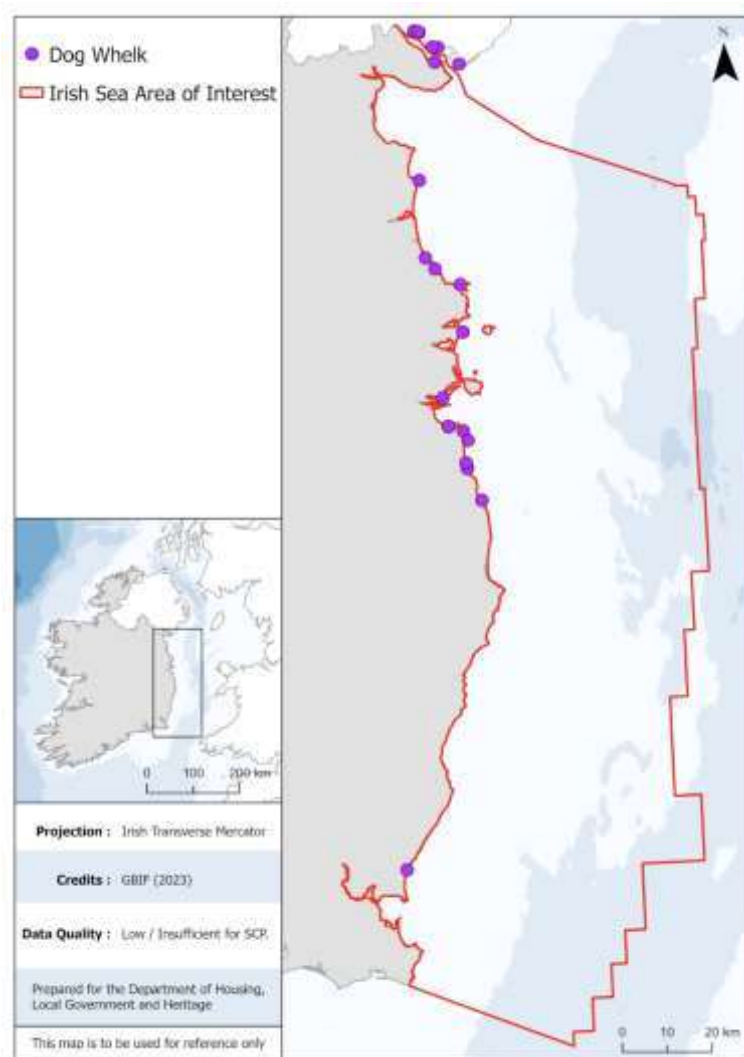 Dog Whelk
Irish Sea Area of Interest
N
0 100 200 km
Projection : Irish Transverse Mercator
Credits : GBIF (2023)
Data Quality : Low / Insufficient for SCP.
Prepared for the Department of Housing,
Local Government and Heritage
This map is to be used for reference only
0 10 20 km